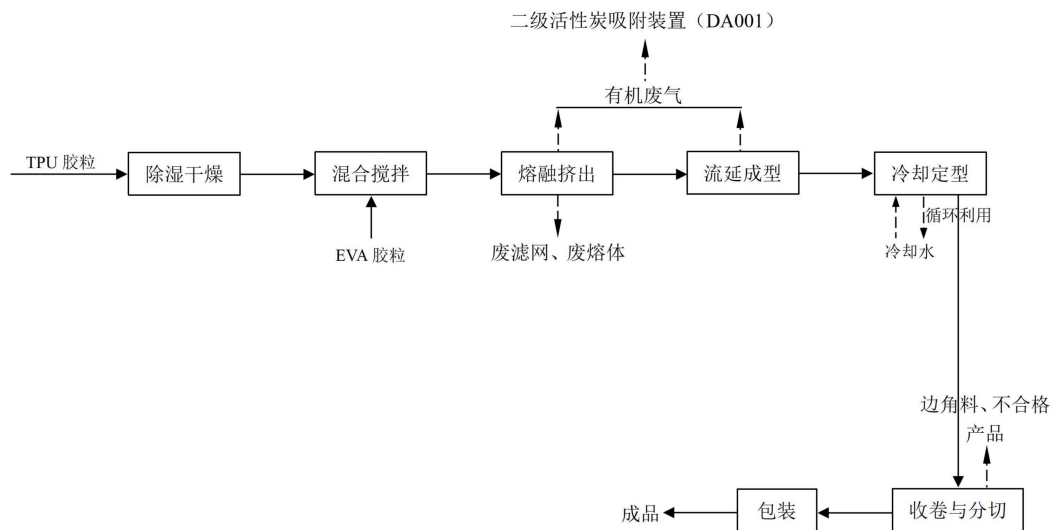 二级活性炭吸附装置（DA001）
有机废气
TPU 胶粒
除湿干燥
混合搅拌
熔融挤出
流延成型
冷却定型
循环利用
EVA 胶粒
废滤网、废熔体
冷却水
边角料、不合格
产品
成品
包装
收卷与分切